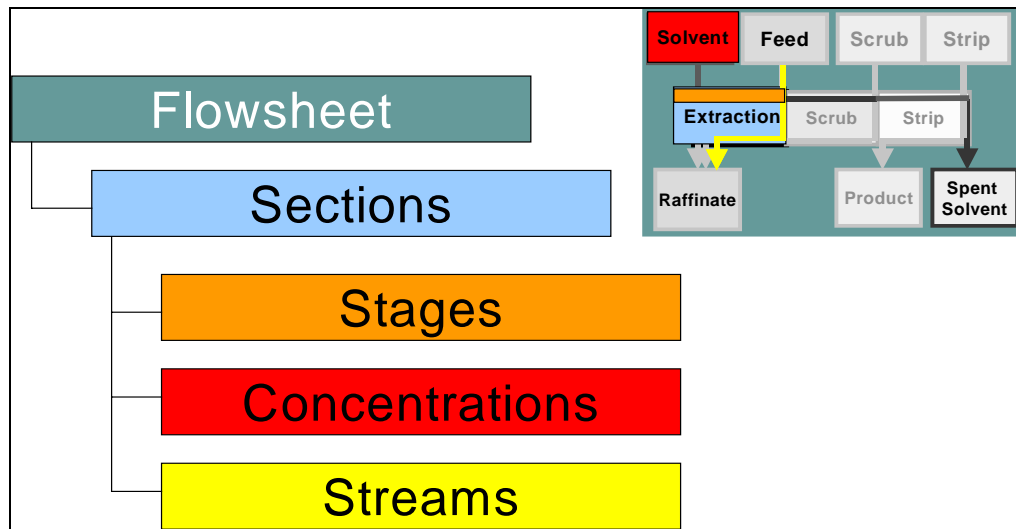 Flowsheet
Sections
Stages
Concentrations
Streams
Solvent
Feed
Scrub
Strip
Extraction
Scrub
Strip
Raffinate
Product
Spent
Solvent